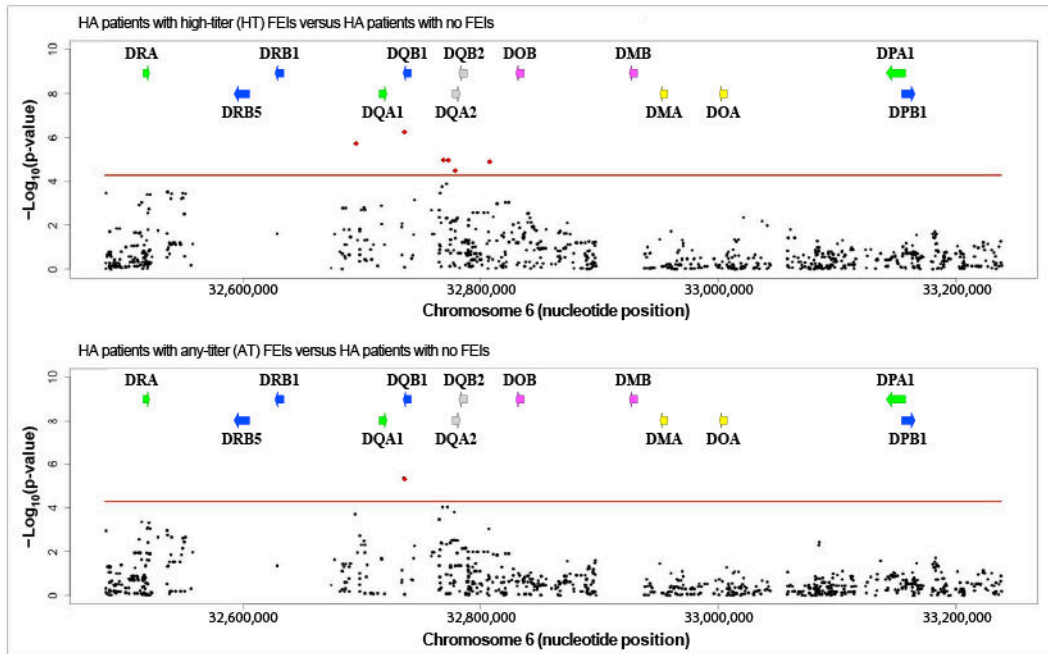 HA patients with high-titer (HT) FEIs versus HA patients with no FEIs
10
DRA DRB1 DQB1 DQB2 DOB DMB DPA1
8
DRB5 DQA1 DQA2 DMA DOA DPB1
6
4
2
0
−Log10(p-value)
32,600,000 32,800,000 33,000,000 33,200,000
Chromosome 6 (nucleotide position)
HA patients with any-titer (AT) FEIs versus HA patients with no FEIs
10
DRA DRB1 DQB1 DQB2 DOB DMB DPA1
8
DRB5 DQA1 DQA2 DMA DOA DPB1
6
4
2
0
−Log10(p-value)
32,600,000 32,800,000 33,000,000 33,200,000
Chromosome 6 (nucleotide position)